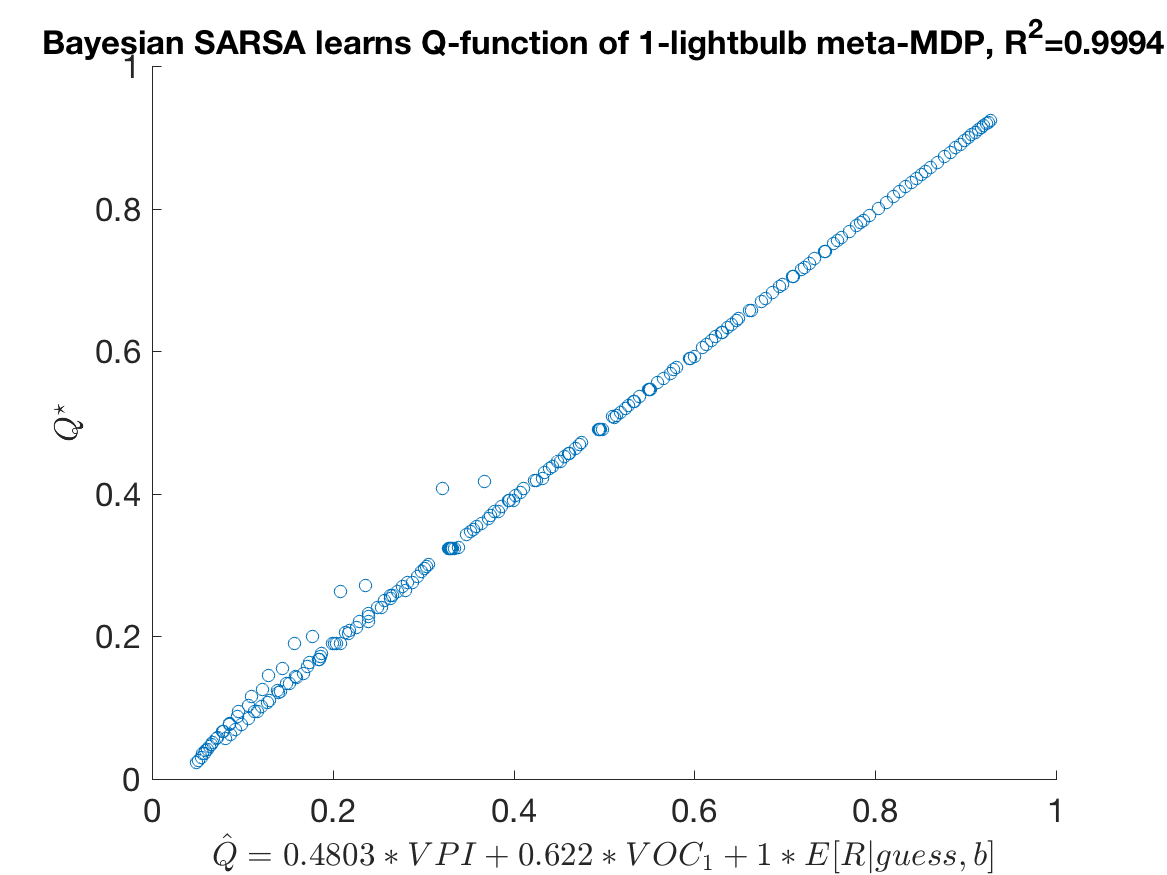 Bayesian SARSA learns Q-function of 1-lightbulb meta-MDP, R²=0.9994
1
0.8
0.6
0.4
0.2
0
Q⋆
0 0.2 0.4 0.6 0.8 1
Q̂ = 0.4803 ∗ VPI + 0.622 ∗ VOC₁ + 1 ∗ E[R|guess, b]